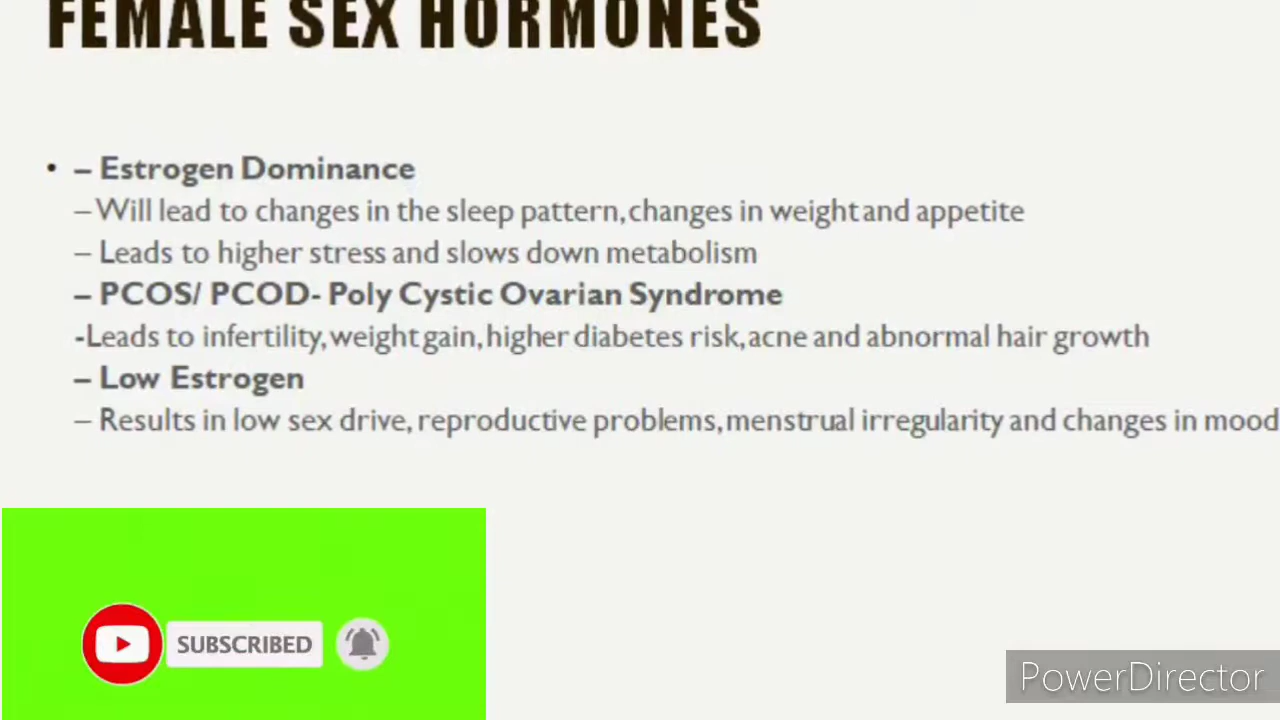 FEMALE SEX HORMONES
• – Estrogen Dominance
– Will lead to changes in the sleep pattern, changes in weight and appetite
– Leads to higher stress and slows down metabolism
– PCOS/ PCOD- Poly Cystic Ovarian Syndrome
-Leads to infertility, weight gain, higher diabetes risk, acne and abnormal hair growth
– Low Estrogen
– Results in low sex drive, reproductive problems, menstrual irregularity and changes in mood
SUBSCRIBED
PowerDirector